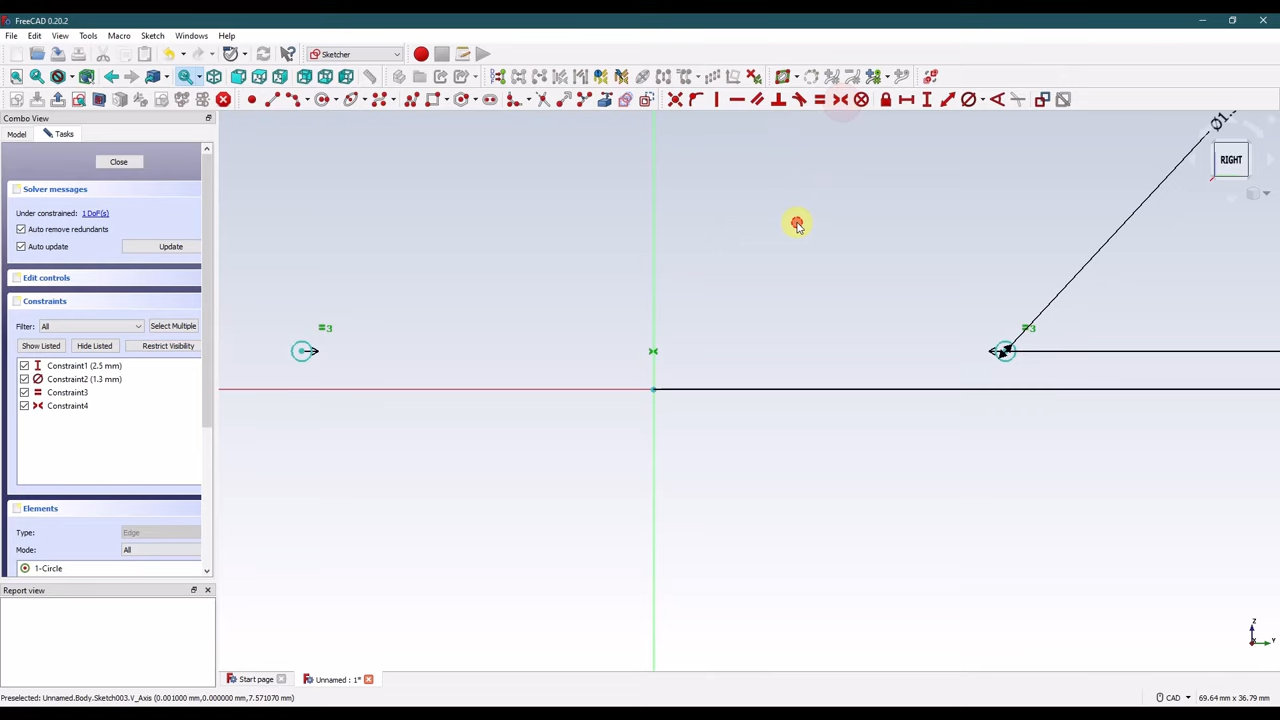 FreeCAD 0.20.2
File Edit View Tools Macro Sketch Windows Help
Sketcher
Combo View
Model Tasks
Close
Solver messages
Under constrained: 1 DoF(s)
Auto remove redundants
Auto update Update
Edit controls
Constraints
Filter: All Select Multiple
Show Listed Hide Listed Restrict Visibility
Constraint1 (2.5 mm)
Constraint2 (1.3 mm)
Constraint3
Constraint4
Elements
Type: Edge
Mode: All
1-Circle
Report view
3
3
RIGHT
Z
Y
Start page Unnamed : 1*
Preselected: Unnamed.Body.Sketch003.V_Axis (0.001000 mm,0.000000 mm,7.571070 mm) CAD 69.64 mm × 36.79 mm